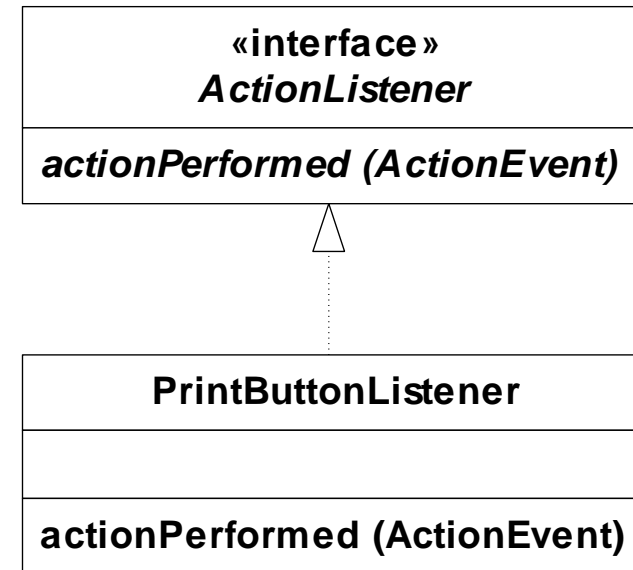 «interface»
ActionListener
actionPerformed (ActionEvent)
PrintButtonListener
actionPerformed (ActionEvent)